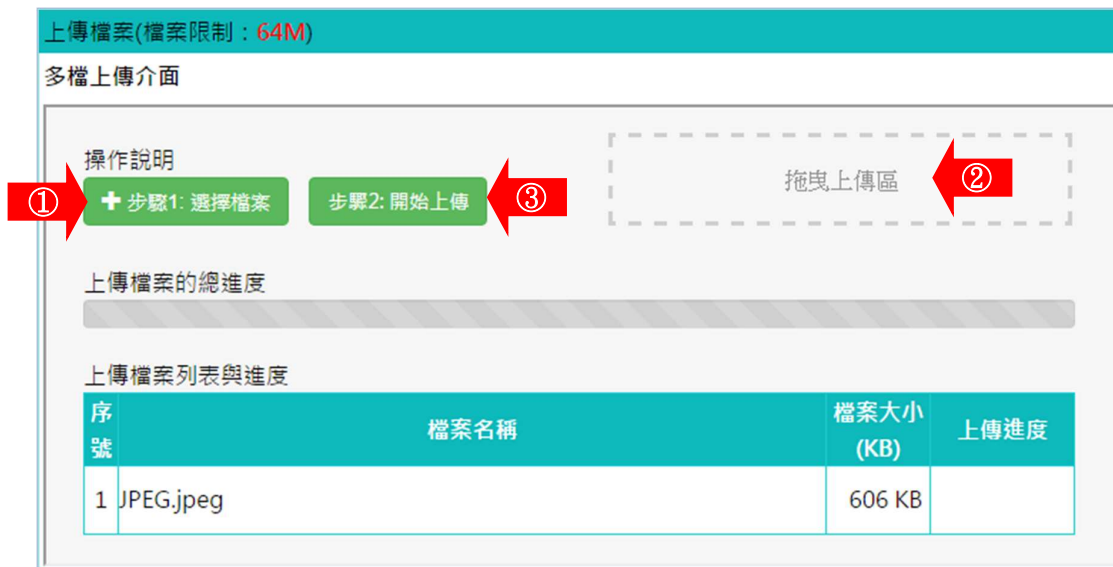 上傳檔案(檔案限制：64M)
多檔上傳介面
操作說明
① ✚ 步驟1: 選擇檔案 步驟2: 開始上傳 ③
拖曳上傳區 ②
上傳檔案的總進度
上傳檔案列表與進度
序號 檔案名稱 檔案大小(KB) 上傳進度
1 JPEG.jpeg 606 KB